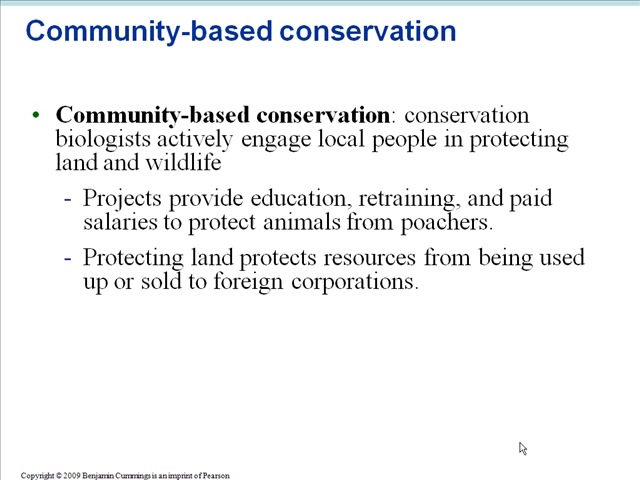 Community-based conservation
• Community-based conservation: conservation
biologists actively engage local people in protecting
land and wildlife
- Projects provide education, retraining, and paid
salaries to protect animals from poachers.
- Protecting land protects resources from being used
up or sold to foreign corporations.
Copyright © 2009 Benjamin Cummings is an imprint of Pearson